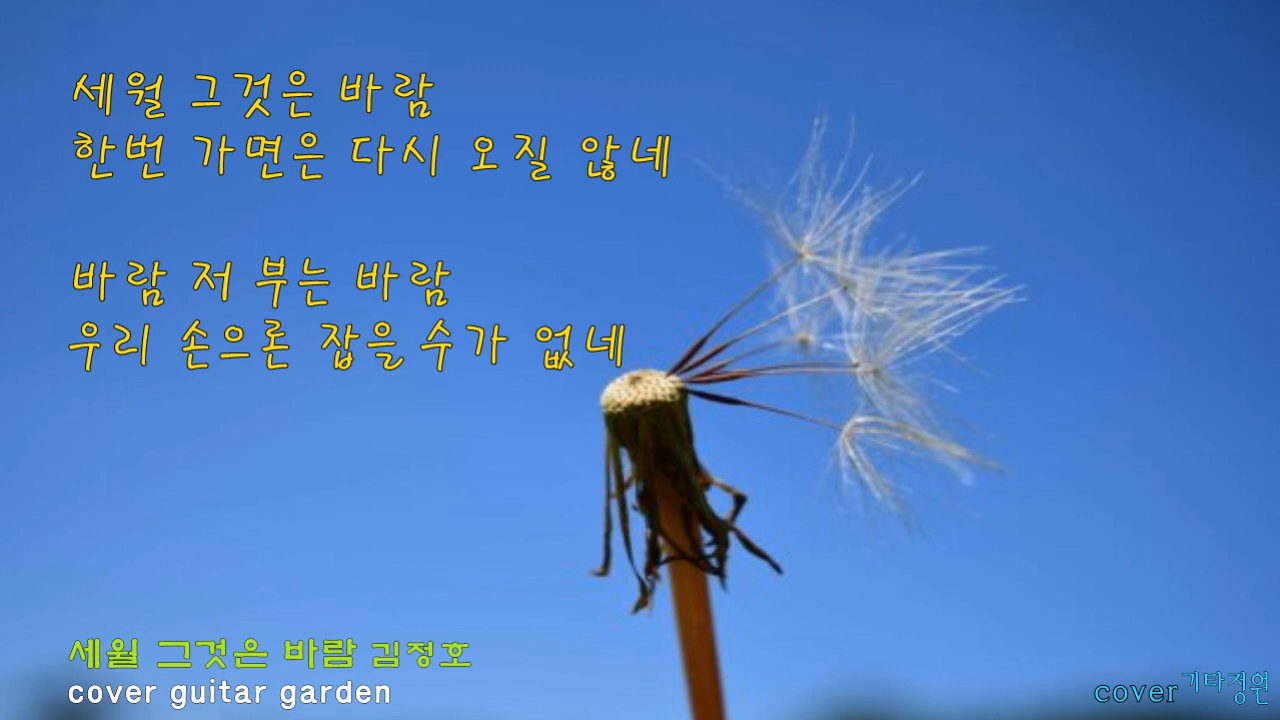 세월 그것은 바람
한번 가면은 다시 오질 않네
바람 저 부는 바람
우리 손으론 잡을수가 없네
세월 그것은 바람 김정호
cover guitar garden
cover기타정원